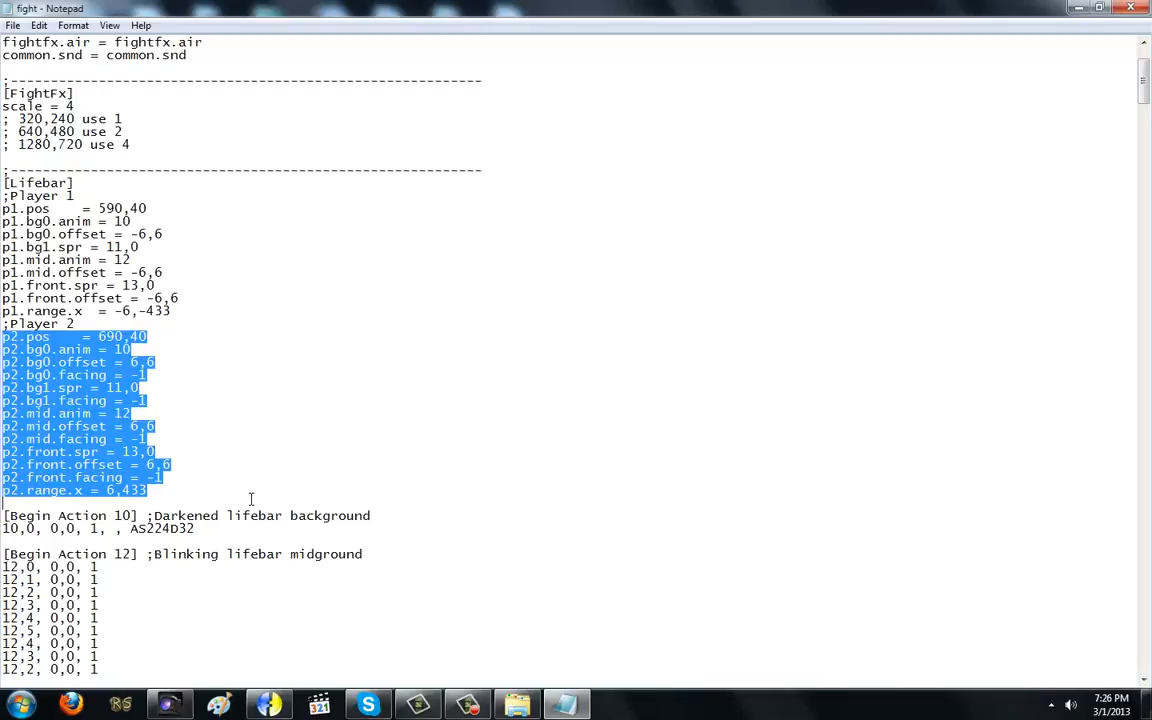 fight - Notepad
File Edit Format View Help
fightfx.air = fightfx.air
common.snd = common.snd
;-----------------------------------------------------------
[FightFx]
scale = 4
; 320,240 use 1
; 640,480 use 2
; 1280,720 use 4
;-----------------------------------------------------------
[Lifebar]
;Player 1
p1.pos    = 590,40
p1.bg0.anim = 10
p1.bg0.offset = -6,6
p1.bg1.spr = 11,0
p1.mid.anim = 12
p1.mid.offset = -6,6
p1.front.spr = 13,0
p1.front.offset = -6,6
p1.range.x  = -6,-433
;Player 2
p2.pos    = 690,40
p2.bg0.anim = 10
p2.bg0.offset = 6,6
p2.bg0.facing = -1
p2.bg1.spr = 11,0
p2.bg1.facing = -1
p2.mid.anim = 12
p2.mid.offset = 6,6
p2.mid.facing = -1
p2.front.spr = 13,0
p2.front.offset = 6,6
p2.front.facing = -1
p2.range.x = 6,433
[Begin Action 10] ;Darkened lifebar background
10,0, 0,0, 1, , AS224D32
[Begin Action 12] ;Blinking lifebar midground
12,0, 0,0, 1
12,1, 0,0, 1
12,2, 0,0, 1
12,3, 0,0, 1
12,4, 0,0, 1
12,5, 0,0, 1
12,4, 0,0, 1
12,3, 0,0, 1
12,2, 0,0, 1
RS
321
7:26 PM
3/1/2013